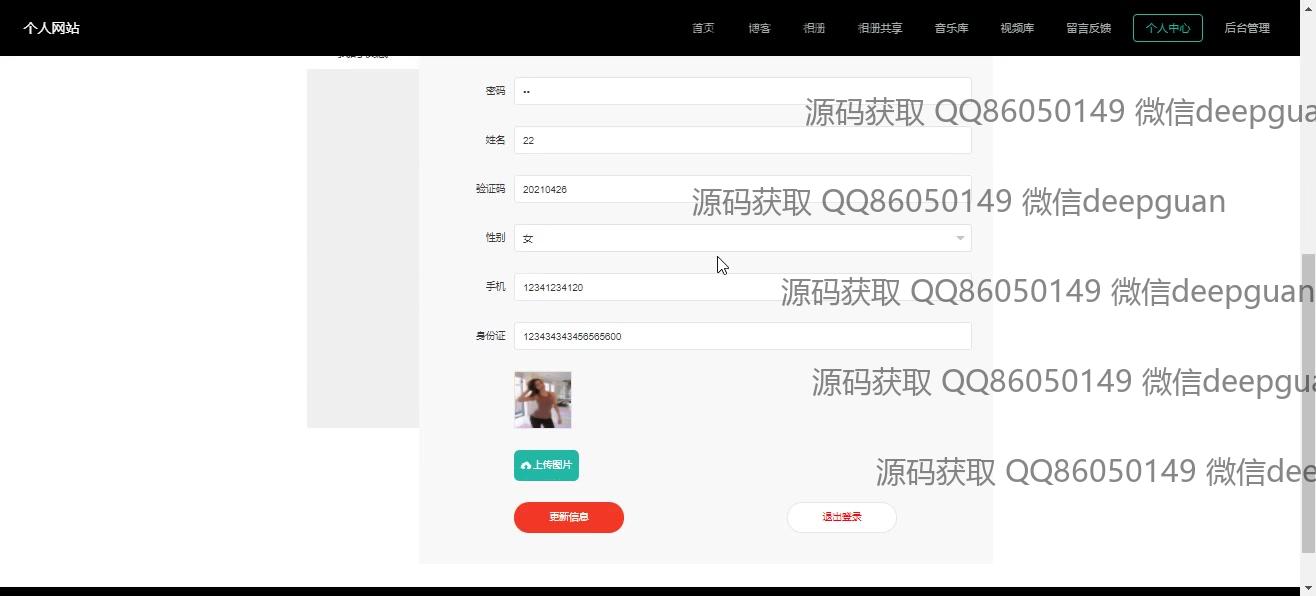 个人网站 首页 博客 相册 相册共享 音乐库 视频库 留言反馈 个人中心 后台管理
密码 ••
源码获取 QQ86050149 微信deepgua
姓名 22
验证码 20210426
源码获取 QQ86050149 微信deepguan
性别 女
手机 12341234120
源码获取 QQ86050149 微信deepguan
身份证 123434343456565600
源码获取 QQ86050149 微信deepgua
上传图片
源码获取 QQ86050149 微信dee
更新信息 退出登录